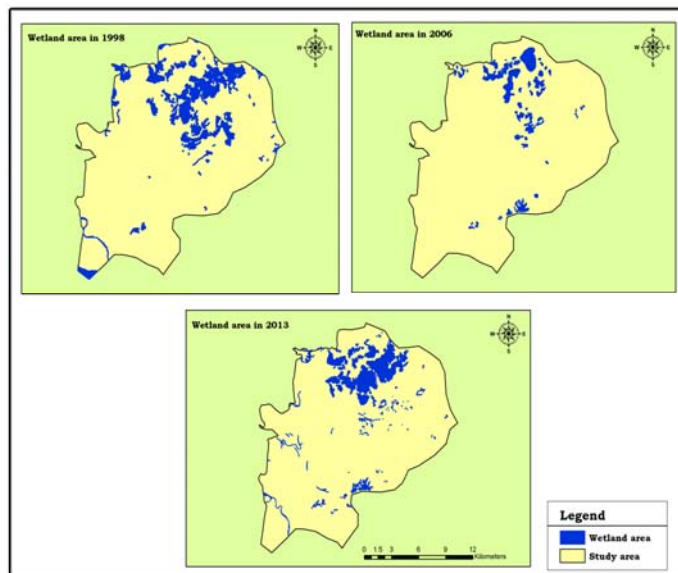 Wetland area in 1998
N
W E
S
Wetland area in 2006
N
W E
S
Wetland area in 2013
N
W E
S
0 1.5 3 6 9 12
Kilometers
Legend
Wetland area
Study area